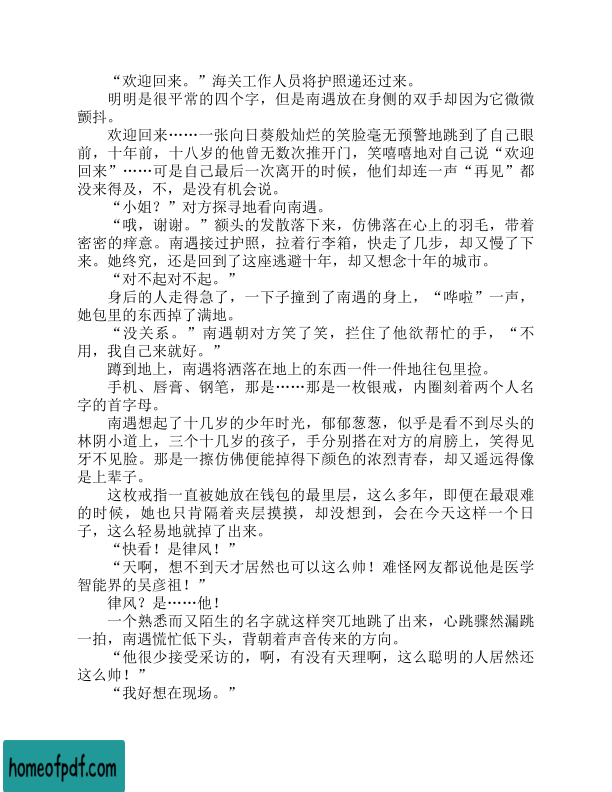 “欢迎回来。”海关工作人员将护照递还过来。
明明是很平常的四个字，但是南遇放在身侧的双手却因为它微微
颤抖。
欢迎回来……一张向日葵般灿烂的笑脸毫无预警地跳到了自己眼
前，十年前，十八岁的他曾无数次推开门，笑嘻嘻地对自己说“欢迎
回来”……可是自己最后一次离开的时候，他们却连一声“再见”都
没来得及，不，是没有机会说。
“小姐？”对方探寻地看向南遇。
“哦，谢谢。”额头的发散落下来，仿佛落在心上的羽毛，带着
密密的痒意。南遇接过护照，拉着行李箱，快走了几步，却又慢了下
来。她终究，还是回到了这座逃避十年，却又想念十年的城市。
“对不起对不起。”
身后的人走得急了，一下子撞到了南遇的身上，“哗啦”一声，
她包里的东西掉了满地。
“没关系。”南遇朝对方笑了笑，拦住了他欲帮忙的手，“不
用，我自己来就好。”
蹲到地上，南遇将洒落在地上的东西一件一件地往包里捡。
手机、唇膏、钢笔，那是……那是一枚银戒，内圈刻着两个人名
字的首字母。
南遇想起了十几岁的少年时光，郁郁葱葱，似乎是看不到尽头的
林阴小道上，三个十几岁的孩子，手分别搭在对方的肩膀上，笑得见
牙不见脸。那是一擦仿佛便能掉得下颜色的浓烈青春，却又遥远得像
是上辈子。
这枚戒指一直被她放在钱包的最里层，这么多年，即便在最艰难
的时候，她也只肯隔着夹层摸摸，却没想到，会在今天这样一个日
子，这么轻易地就掉了出来。
“快看！是律风！”
“天啊，想不到天才居然也可以这么帅！难怪网友都说他是医学
智能界的吴彦祖！”
律风？是……他！
一个熟悉而又陌生的名字就这样突兀地跳了出来，心跳骤然漏跳
一拍，南遇慌忙低下头，背朝着声音传来的方向。
“他很少接受采访的，啊，有没有天理啊，这么聪明的人居然还
这么帅！”
“我好想在现场。”
homeofpdf.com